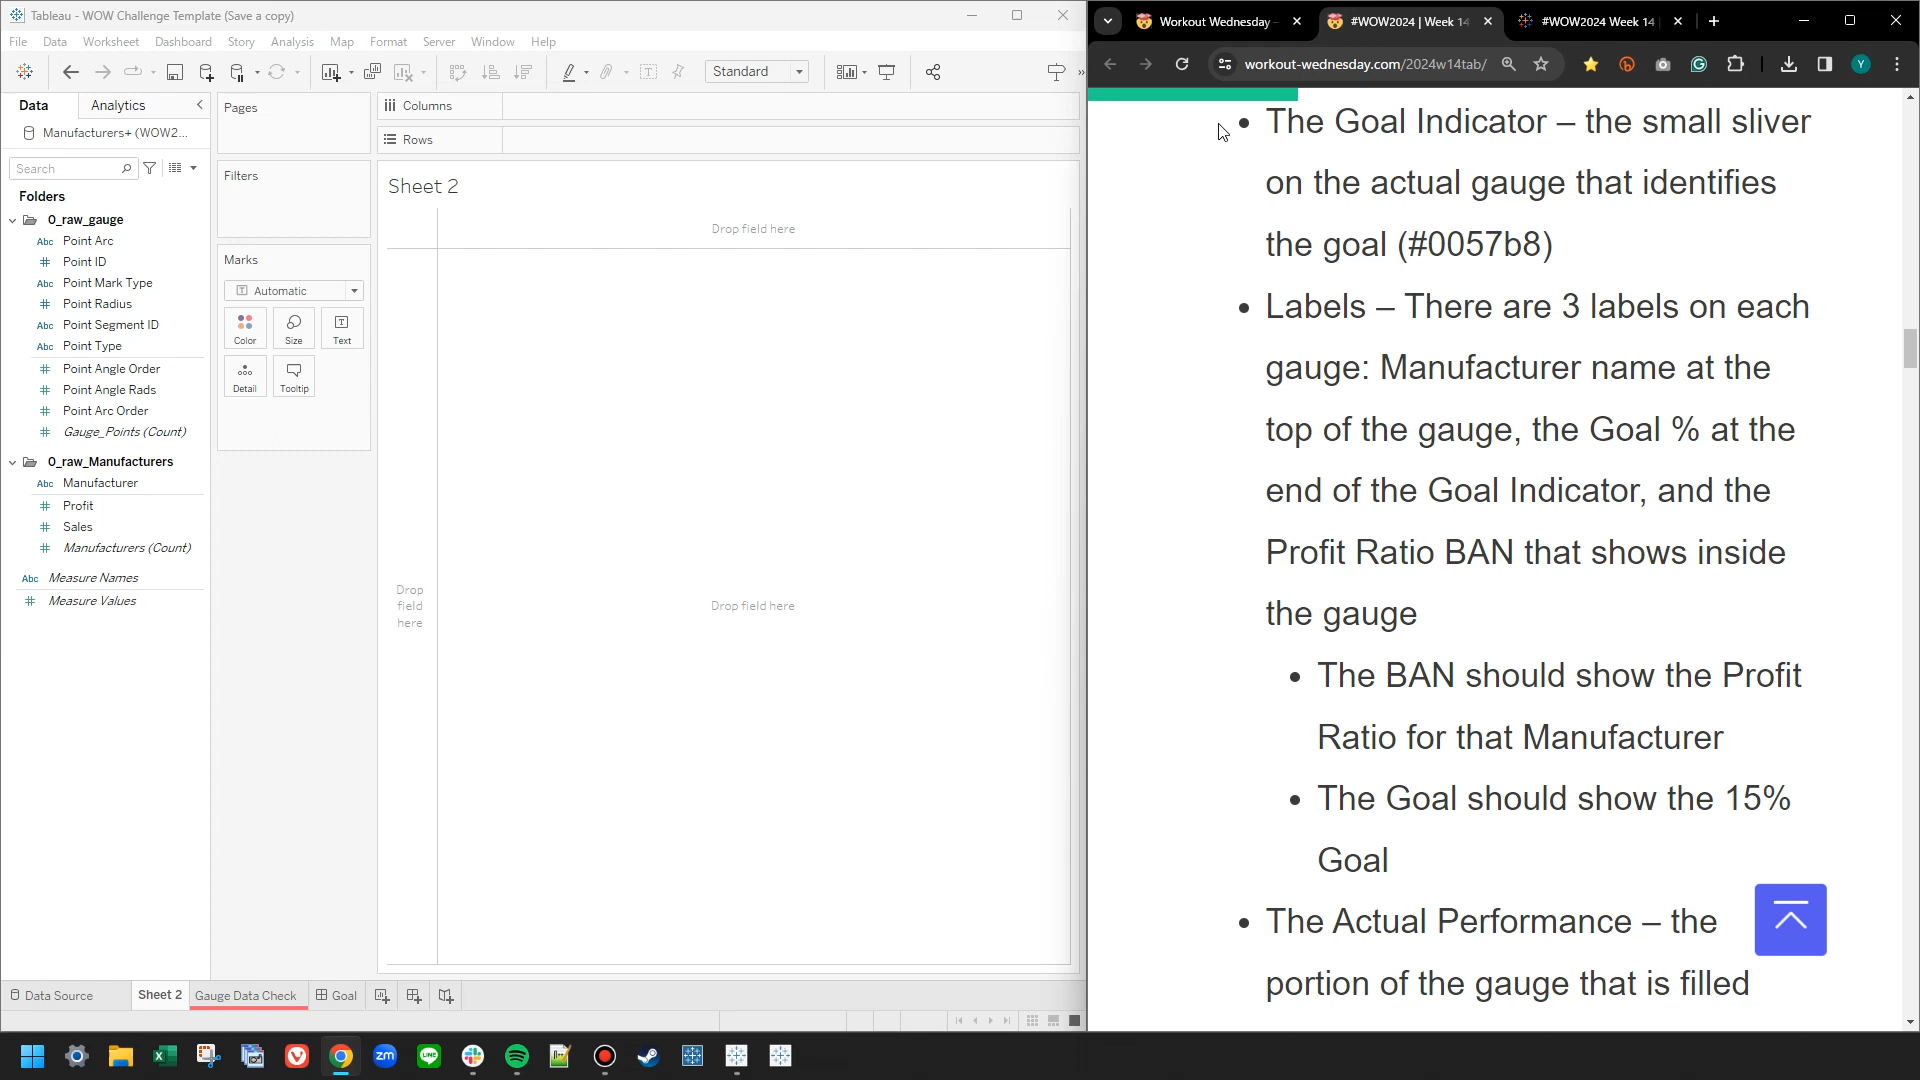 Tableau - WOW Challenge Template (Save a copy)
File Data Worksheet Dashboard Story Analysis Map Format Server Window Help
Standard
Data Analytics
Manufacturers+ (WOW2...
Search
Folders
0_raw_gauge
Abc Point Arc
# Point ID
Abc Point Mark Type
# Point Radius
Abc Point Segment ID
Abc Point Type
# Point Angle Order
# Point Angle Rads
# Point Arc Order
# Gauge_Points (Count)
0_raw_Manufacturers
Abc Manufacturer
# Profit
# Sales
# Manufacturers (Count)
Abc Measure Names
# Measure Values
Pages
Filters
Marks
Automatic
Color Size Text
Detail Tooltip
Columns
Rows
Sheet 2
Drop field here
Drop
field
here
Drop field here
Data Source Sheet 2 Gauge Data Check Goal
Workout Wednesday - #WOW2024 | Week 14 #WOW2024 Week 14
workout-wednesday.com/2024w14tab/
Y
• The Goal Indicator – the small sliver
on the actual gauge that identifies
the goal (#0057b8)
• Labels – There are 3 labels on each
gauge: Manufacturer name at the
top of the gauge, the Goal % at the
end of the Goal Indicator, and the
Profit Ratio BAN that shows inside
the gauge
• The BAN should show the Profit
Ratio for that Manufacturer
• The Goal should show the 15%
Goal
• The Actual Performance – the
portion of the gauge that is filled
zm
LINE